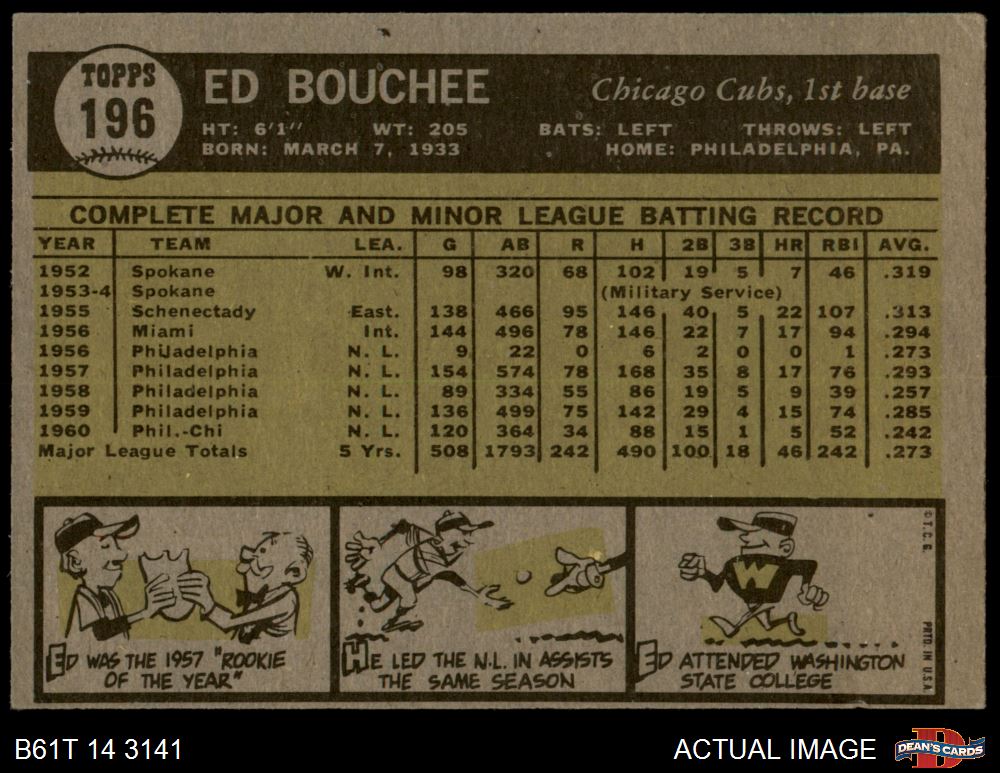 TOPPS
196
ED BOUCHEE
Chicago Cubs, 1st base
HT: 6'1" WT: 205 BATS: LEFT THROWS: LEFT
BORN: MARCH 7, 1933 HOME: PHILADELPHIA, PA.
COMPLETE MAJOR AND MINOR LEAGUE BATTING RECORD
YEAR TEAM LEA. G AB R H 2B 3B HR RBI AVG.
1952 Spokane W. Int. 98 320 68 102 19 5 7 46 .319
1953-4 Spokane (Military Service)
1955 Schenectady East. 138 466 95 146 40 5 22 107 .313
1956 Miami Int. 144 496 78 146 22 7 17 94 .294
1956 Philadelphia N. L. 9 22 0 6 2 0 0 1 .273
1957 Philadelphia N. L. 154 574 78 168 35 8 17 76 .293
1958 Philadelphia N. L. 89 334 55 86 19 5 9 39 .257
1959 Philadelphia N. L. 136 499 75 142 29 4 15 74 .285
1960 Phil.-Chi N. L. 120 364 34 88 15 1 5 52 .242
Major League Totals 5 Yrs. 508 1793 242 490 100 18 46 242 .273
ED WAS THE 1957 "ROOKIE
OF THE YEAR"
HE LED THE N.L. IN ASSISTS
THE SAME SEASON
W
ED ATTENDED WASHINGTON
STATE COLLEGE
© T. C. G.
PRTD IN U.S.A.
B61T 14 3141
ACTUAL IMAGE
D
DEAN'S CARDS